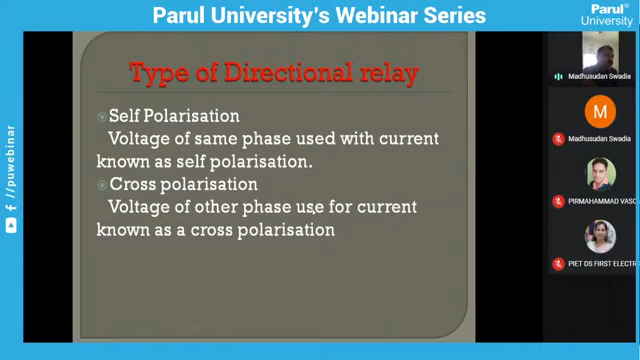 Parul University's Webinar Series
Parul®
University
Type of Directional relay
Self Polarisation
Voltage of same phase used with current
known as self polarisation.
Cross polarisation
Voltage of other phase use for current
known as a cross polarisation
f //puwebinar
Madhusudan Swadia
M
Madhusudan Swadia
PIRMAHAMMAD VASO
PIET DS FIRST ELECTR